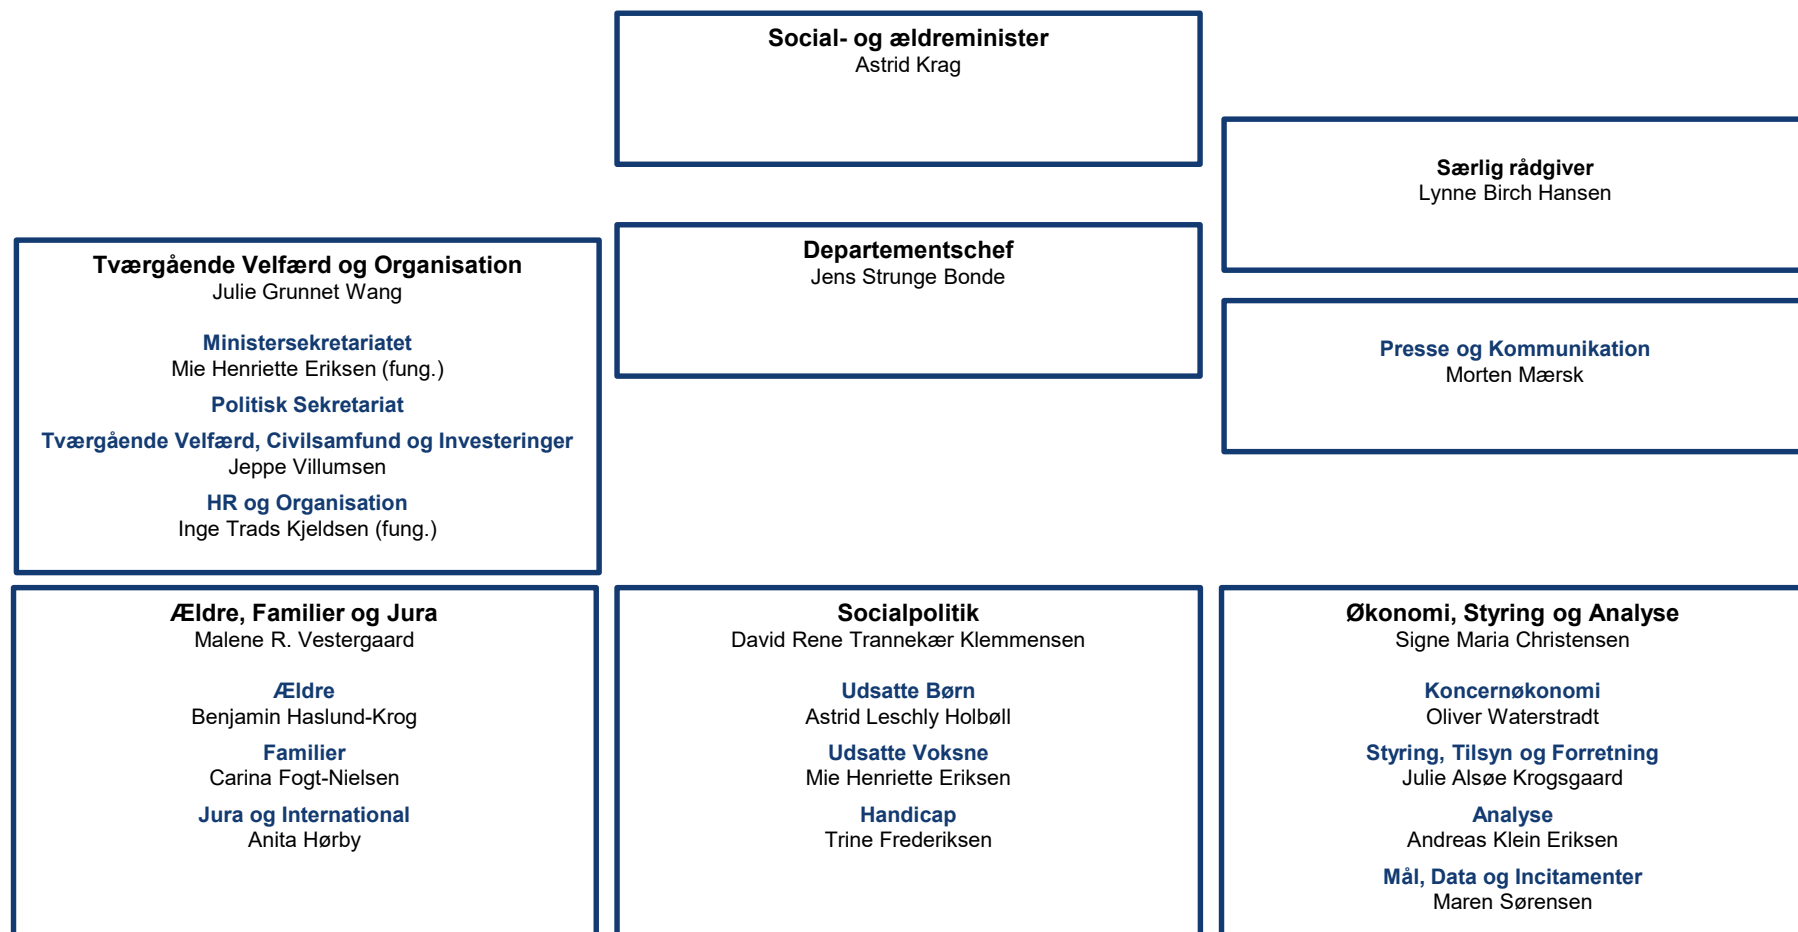 Social- og ældreminister
Astrid Krag
Særlig rådgiver
Lynne Birch Hansen
Departementschef
Jens Strunge Bonde
Tværgående Velfærd og Organisation
Julie Grunnet Wang
Ministersekretariatet
Mie Henriette Eriksen (fung.)
Politisk Sekretariat
Tværgående Velfærd, Civilsamfund og Investeringer
Jeppe Villumsen
HR og Organisation
Inge Trads Kjeldsen (fung.)
Presse og Kommunikation
Morten Mærsk
Ældre, Familier og Jura
Malene R. Vestergaard
Ældre
Benjamin Haslund-Krog
Familier
Carina Fogt-Nielsen
Jura og International
Anita Hørby
Socialpolitik
David Rene Trannekær Klemmensen
Udsatte Børn
Astrid Leschly Holbøll
Udsatte Voksne
Mie Henriette Eriksen
Handicap
Trine Frederiksen
Økonomi, Styring og Analyse
Signe Maria Christensen
Koncernøkonomi
Oliver Waterstradt
Styring, Tilsyn og Forretning
Julie Alsøe Krogsgaard
Analyse
Andreas Klein Eriksen
Mål, Data og Incitamenter
Maren Sørensen